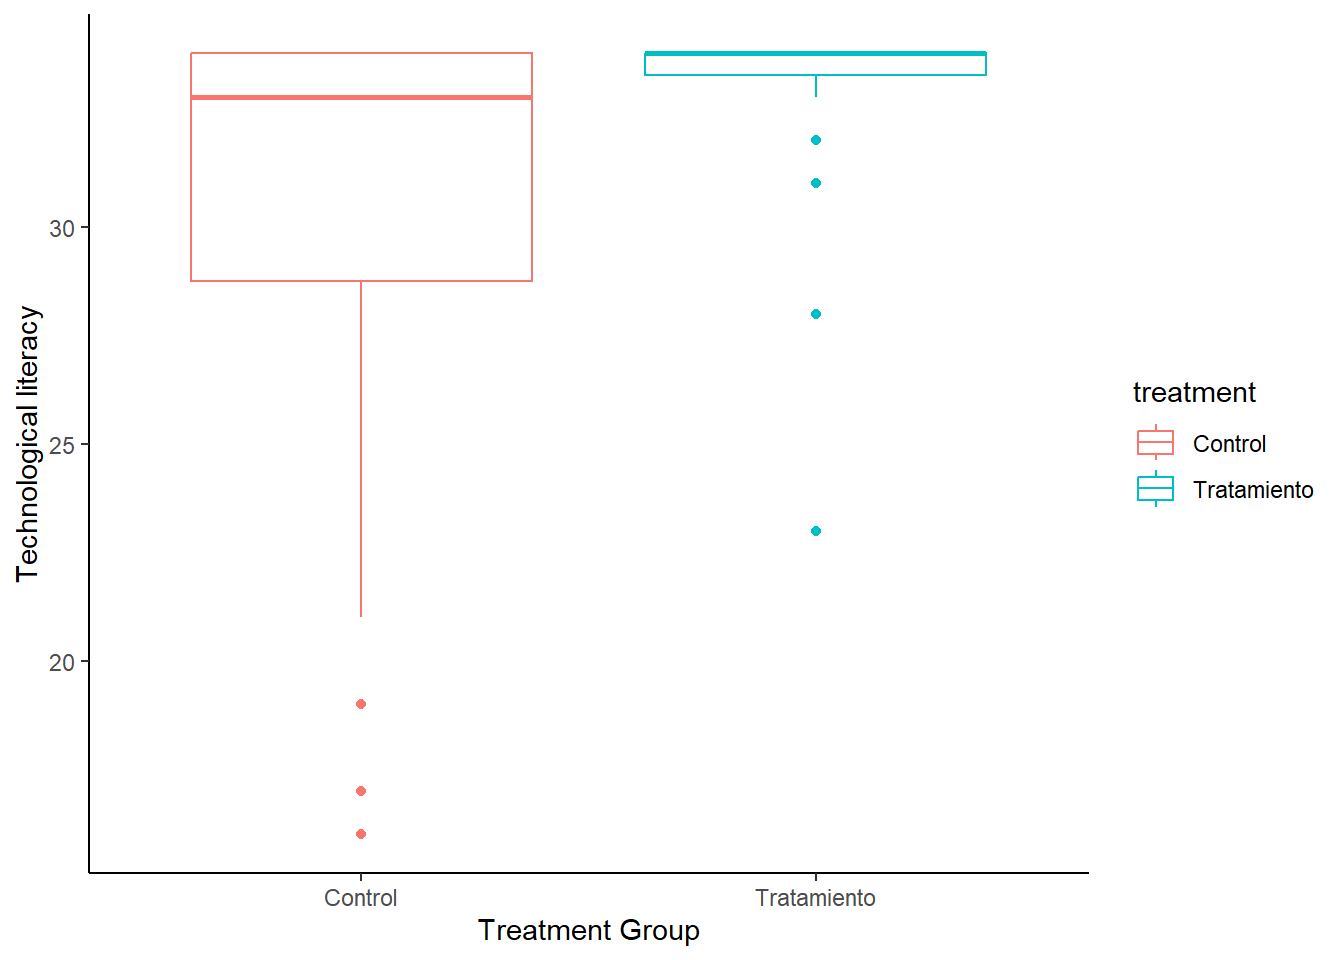 Technological literacy
30
25
20
Control
Tratamiento
Treatment Group
treatment
Control
Tratamiento